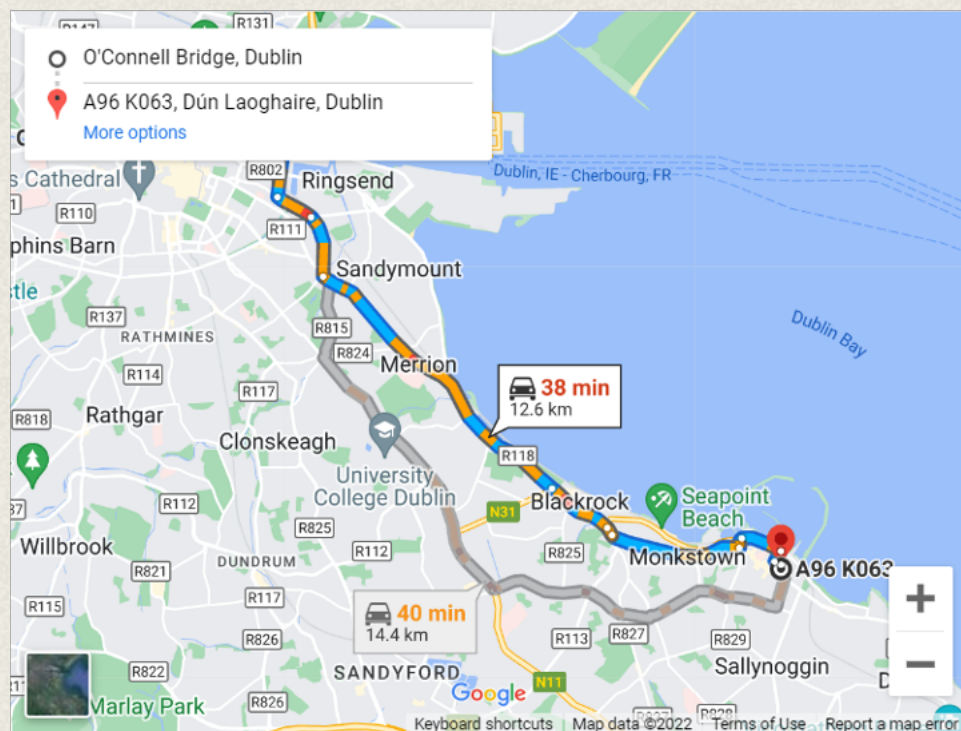 R131
R147
O'Connell Bridge, Dublin
A96 K063, Dún Laoghaire, Dublin
More options
s Cathedral
R802
Ringsend
Dublin, IE - Cherbourg, FR
R110
R111
phins Barn
Sandymount
stle
R137
R815
Dublin Bay
RATHMINES
R824
Merrion
R114
38 min
12.6 km
R117
R818
Rathgar
Clonskeagh
R118
University
College Dublin
Blackrock
Seapoint
Beach
N31
R112
R825
Willbrook
R112
R825
Monkstown
A96 K063
DUNDRUM
R821
R117
R115
40 min
14.4 km
R113
R827
R829
R826
SANDYFORD
Sallynoggin
R822
Google
N11
D
R826
Marlay Park
R827
R828
Keyboard shortcuts
Map data ©2022
Terms of Use
Report a map error